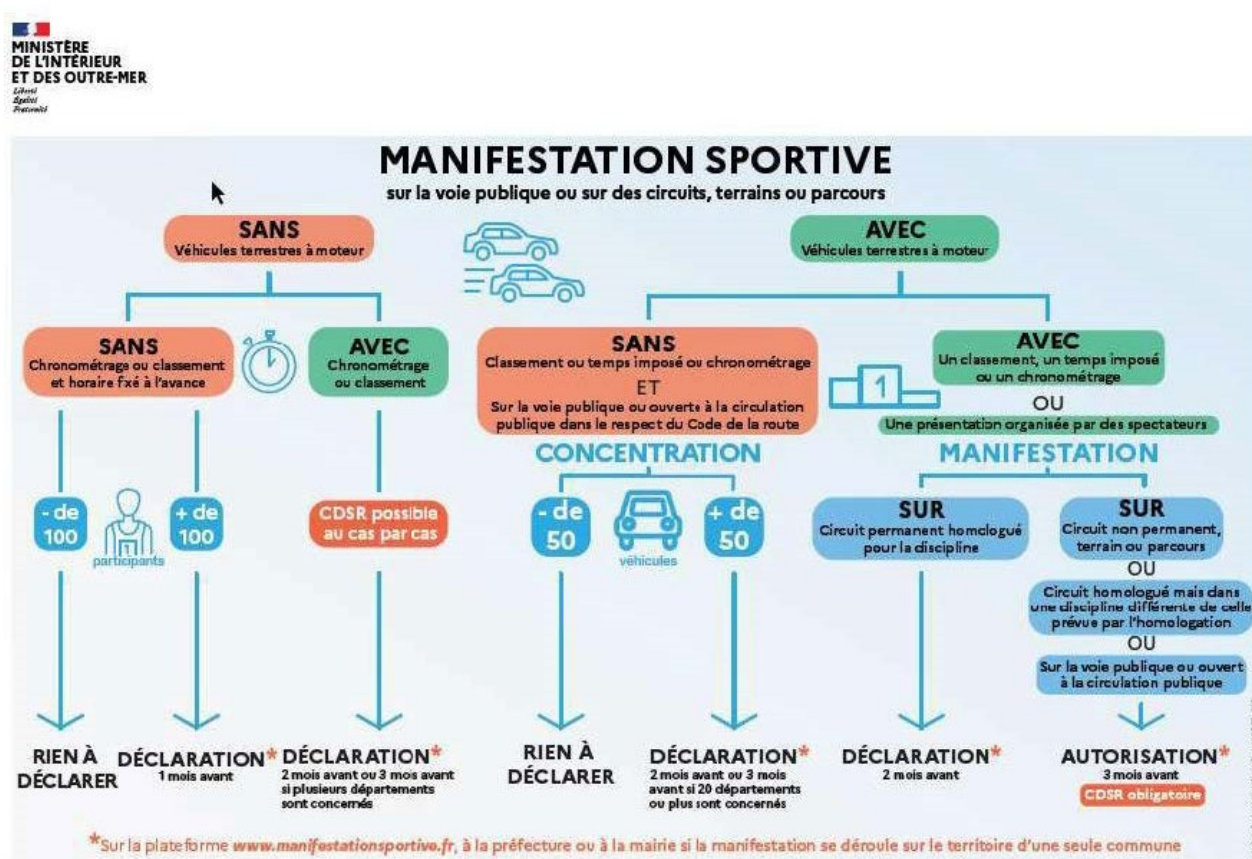 MINISTÈRE
DE L'INTÉRIEUR
ET DES OUTRE-MER
Liberté
Égalité
Fraternité
MANIFESTATION SPORTIVE
sur la voie publique ou sur des circuits, terrains ou parcours
SANS
Véhicules terrestres à moteur
AVEC
Véhicules terrestres à moteur
SANS
Chronométrage ou classement
et horaire fxé à l'avance
AVEC
Chronométrage
ou classement
SANS
Classement ou temps imposé ou chronométrage
ET
Sur la voie publique ou ouverte à la circulation
publique dans le respect du Code de la route
AVEC
Un classement, un temps imposé
ou un chronométrage
OU
Une présentation organisée par des spectateurs
CONCENTRATION
MANIFESTATION
- de
100
participants
+ de
100
CDSR possible
au cas par cas
- de
50
véhicules
+ de
50
SUR
Circuit permanent homologué
pour la discipline
SUR
Circuit non permanent,
terrain ou parcours
OU
Circuit homologué mais dans
une discipline différente de celle
prévue par l'homologation
OU
Sur la voie publique ou ouvert
à la circulation publique
1
RIEN À
DÉCLARER
DÉCLARATION*
1 mois avant
DÉCLARATION*
2 mois avant ou 3 mois avant
si plusieurs départements
sont concernés
RIEN À
DÉCLARER
DÉCLARATION*
2 mois avant ou 3 mois
avant si 20 départements
ou plus sont concernés
DÉCLARATION*
2 mois avant
AUTORISATION*
3 mois avant
CDSR obligatoire
*Sur la plateforme www.manifestationsportive.fr, à la préfecture ou à la mairie si la manifestation se déroule sur le territoire d'une seule commune